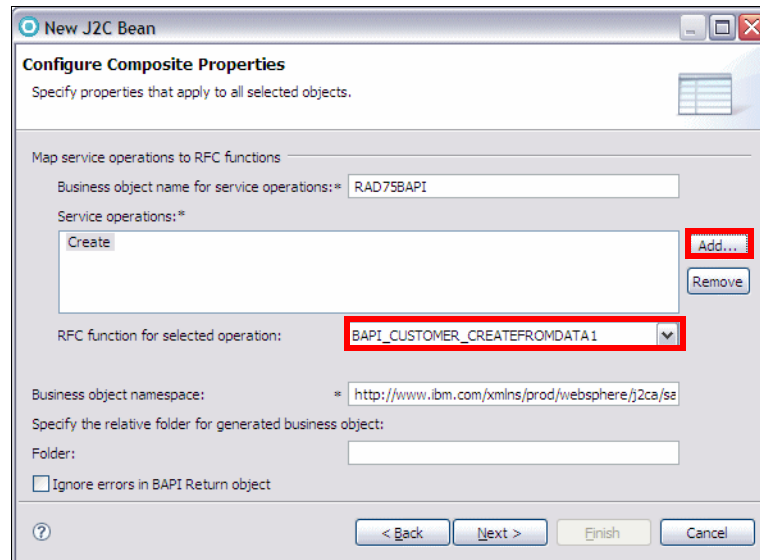 New J2C Bean
Configure Composite Properties
Specify properties that apply to all selected objects.
Map service operations to RFC functions
Business object name for service operations:* RAD75BAPI
Service operations:*
Create
Add...
Remove
RFC function for selected operation: BAPI_CUSTOMER_CREATEFROMDATA1
Business object namespace: * http://www.ibm.com/xmlns/prod/websphere/j2ca/sa
Specify the relative folder for generated business object:
Folder:
Ignore errors in BAPI Return object
? < Back Next > Finish Cancel